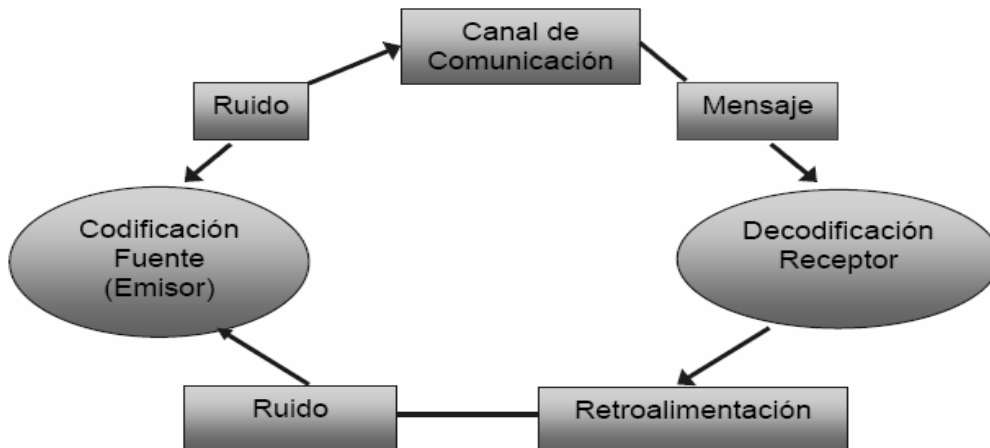 Canal de
Comunicación
Ruido
Mensaje
Codificación
Fuente
(Emisor)
Decodificación
Receptor
Ruido
Retroalimentación